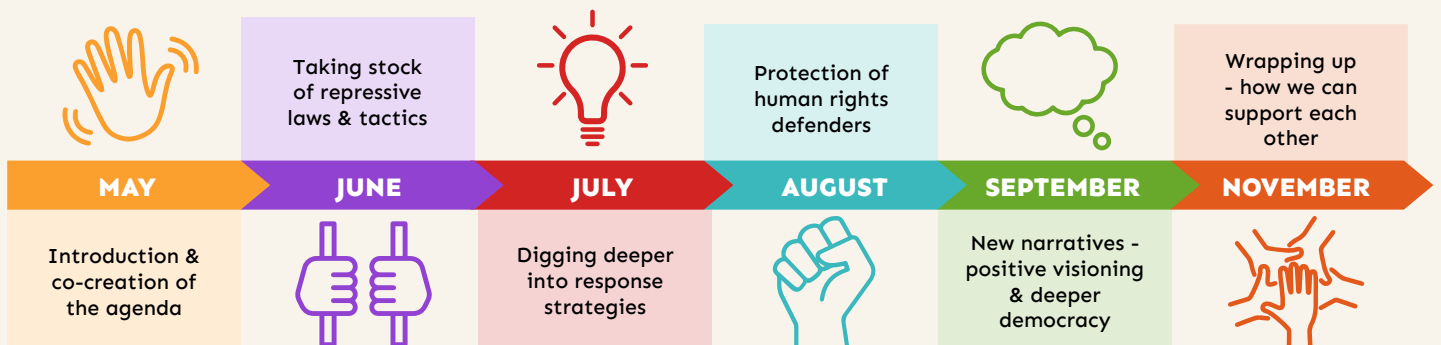 MAY
Introduction &
co-creation of
the agenda
Taking stock
of repressive
laws & tactics
JUNE
JULY
Digging deeper
into response
strategies
Protection of
human rights
defenders
AUGUST
SEPTEMBER
New narratives -
positive visioning
& deeper
democracy
Wrapping up
- how we can
support each
other
NOVEMBER